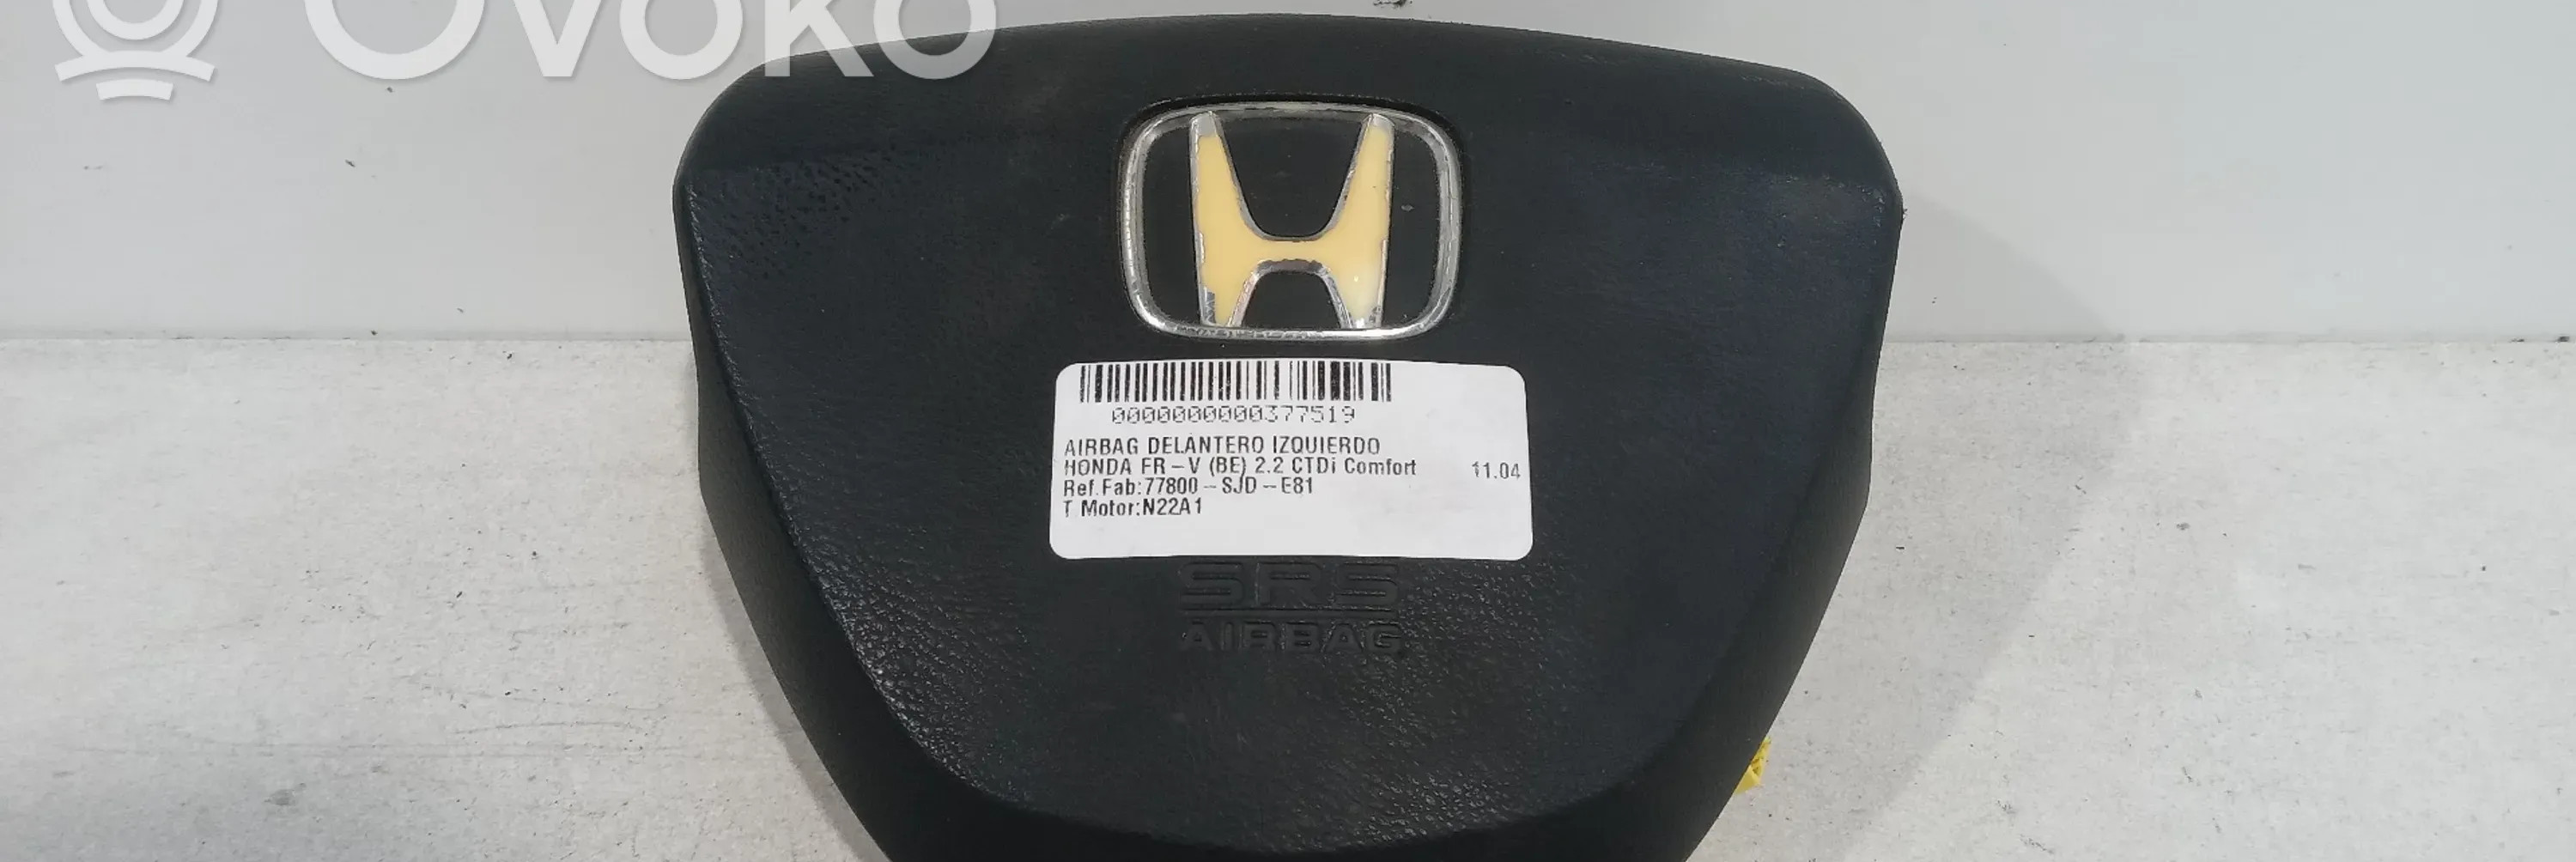 OVOKO
0000000000377519
AIRBAG DELANTERO IZQUIERDO
HONDA FR-V (BE) 2.2 CTDi Comfort 11.04
Ref.Fab:77800-SJD-E81
T Motor:N22A1
SRS
AIRBAG